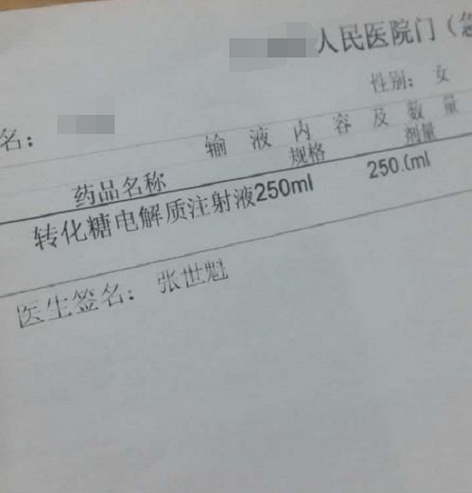 人民医院门（急
名：
性别：女
输液内容及数量
药品名称 规格 剂量
转化糖电解质注射液250ml 250.(ml
医生签名：张世魁